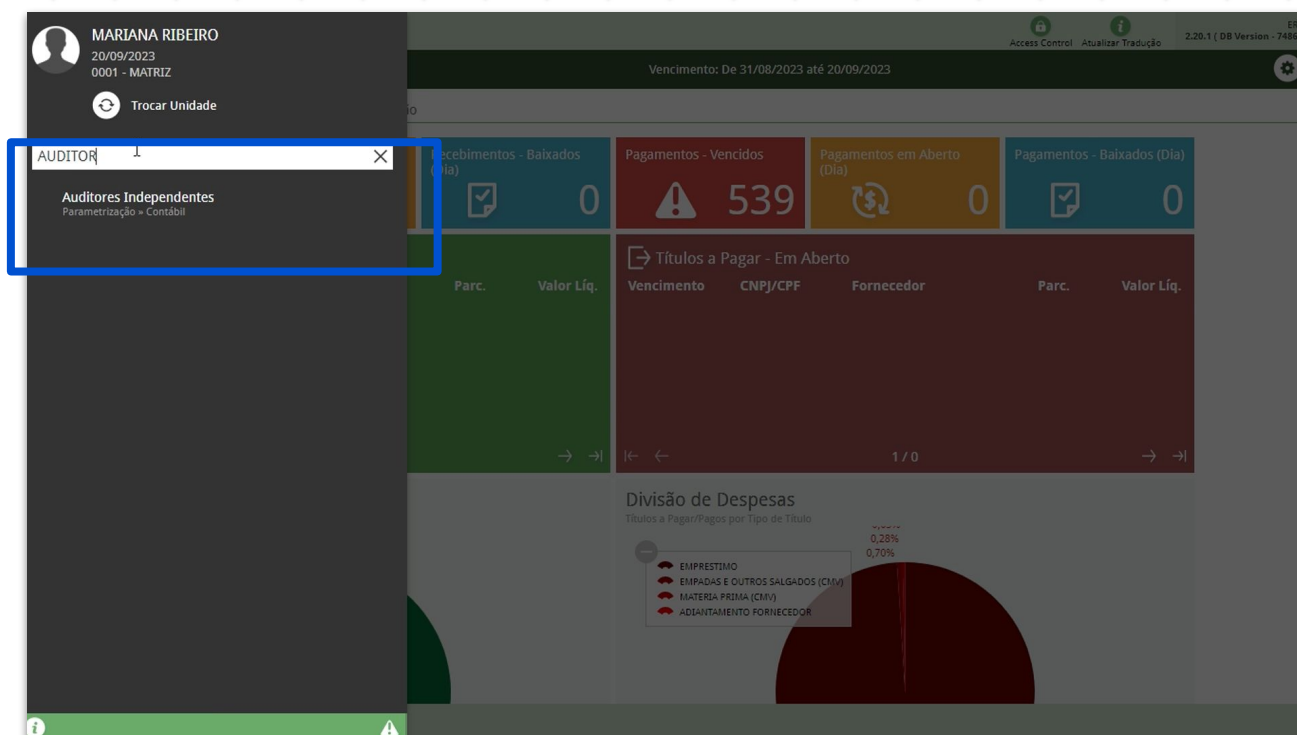 MARIANA RIBEIRO
20/09/2023
0001 - MATRIZ
Trocar Unidade
AUDITOR
Auditores Independentes
Parametrização » Contábil
Access Control
Atualizar Tradução
2.20.1 ( DB Version - 7486
Vencimento: De 31/08/2023 até 20/09/2023
Recebimentos - Baixados
(Dia)
0
Pagamentos - Vencidos
539
Pagamentos em Aberto
(Dia)
0
Pagamentos - Baixados (Dia)
0
Parc. Valor Líq.
Títulos a Pagar - Em Aberto
Vencimento CNPJ/CPF Fornecedor Parc. Valor Líq.
1 / 0
Divisão de Despesas
Títulos a Pagar/Pagos por Tipo de Título
0,28%
0,70%
EMPRESTIMO
EMPADAS E OUTROS SALGADOS (CMV)
MATERIA PRIMA (CMV)
ADIANTAMENTO FORNECEDOR